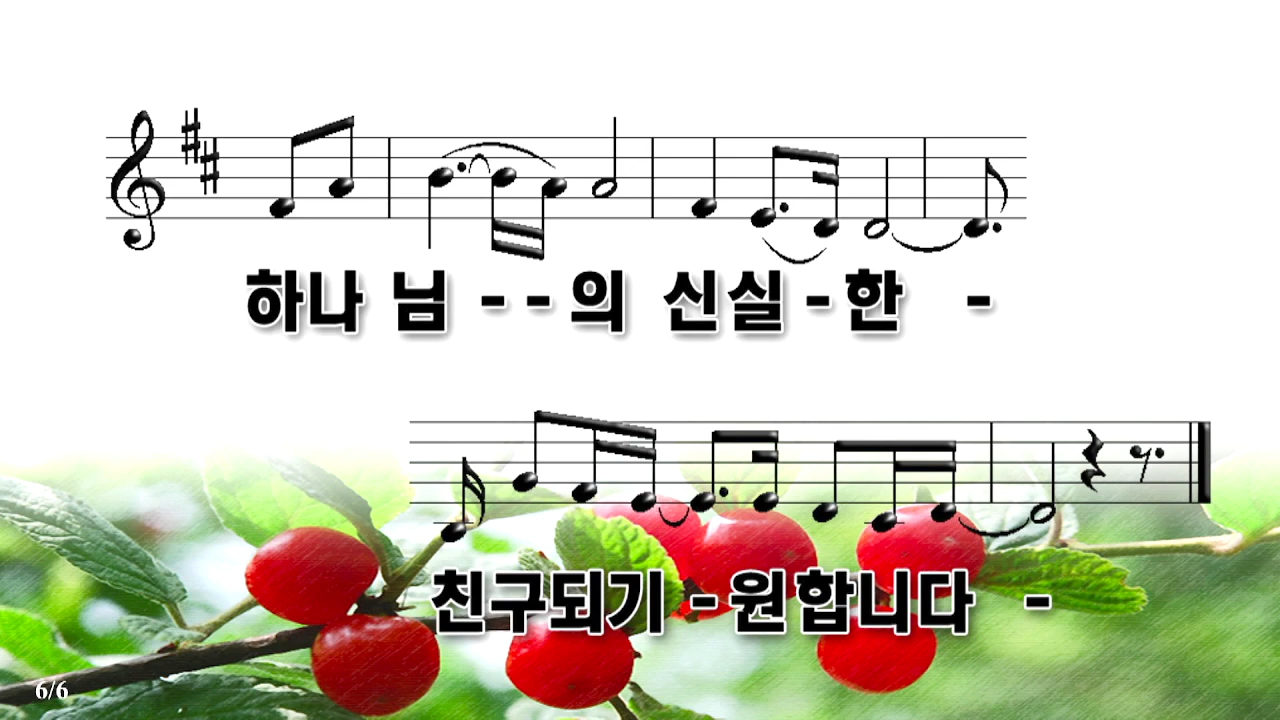 하나 님 - - 의 신실 - 한 -
친구되기 - 원합니다 -
6/6